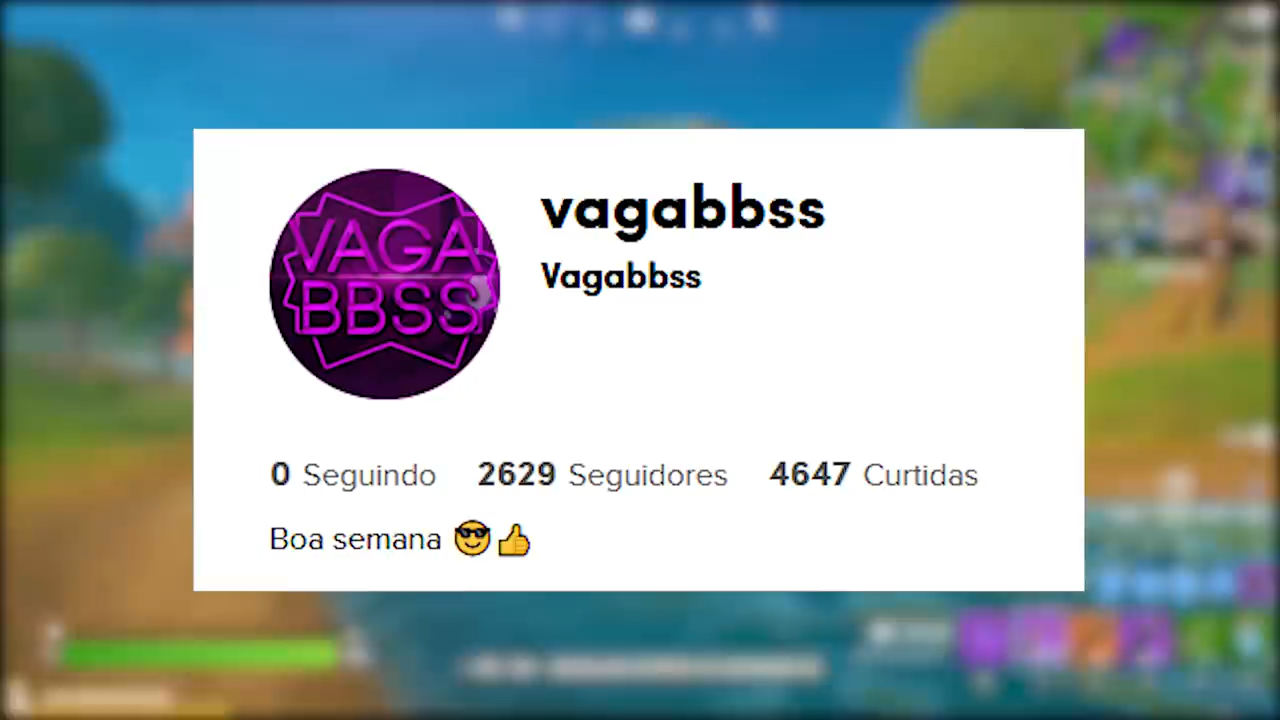 VAGA
BBSS
vagabbss
Vagabbss
0 Seguindo 2629 Seguidores 4647 Curtidas
Boa semana 😎👍